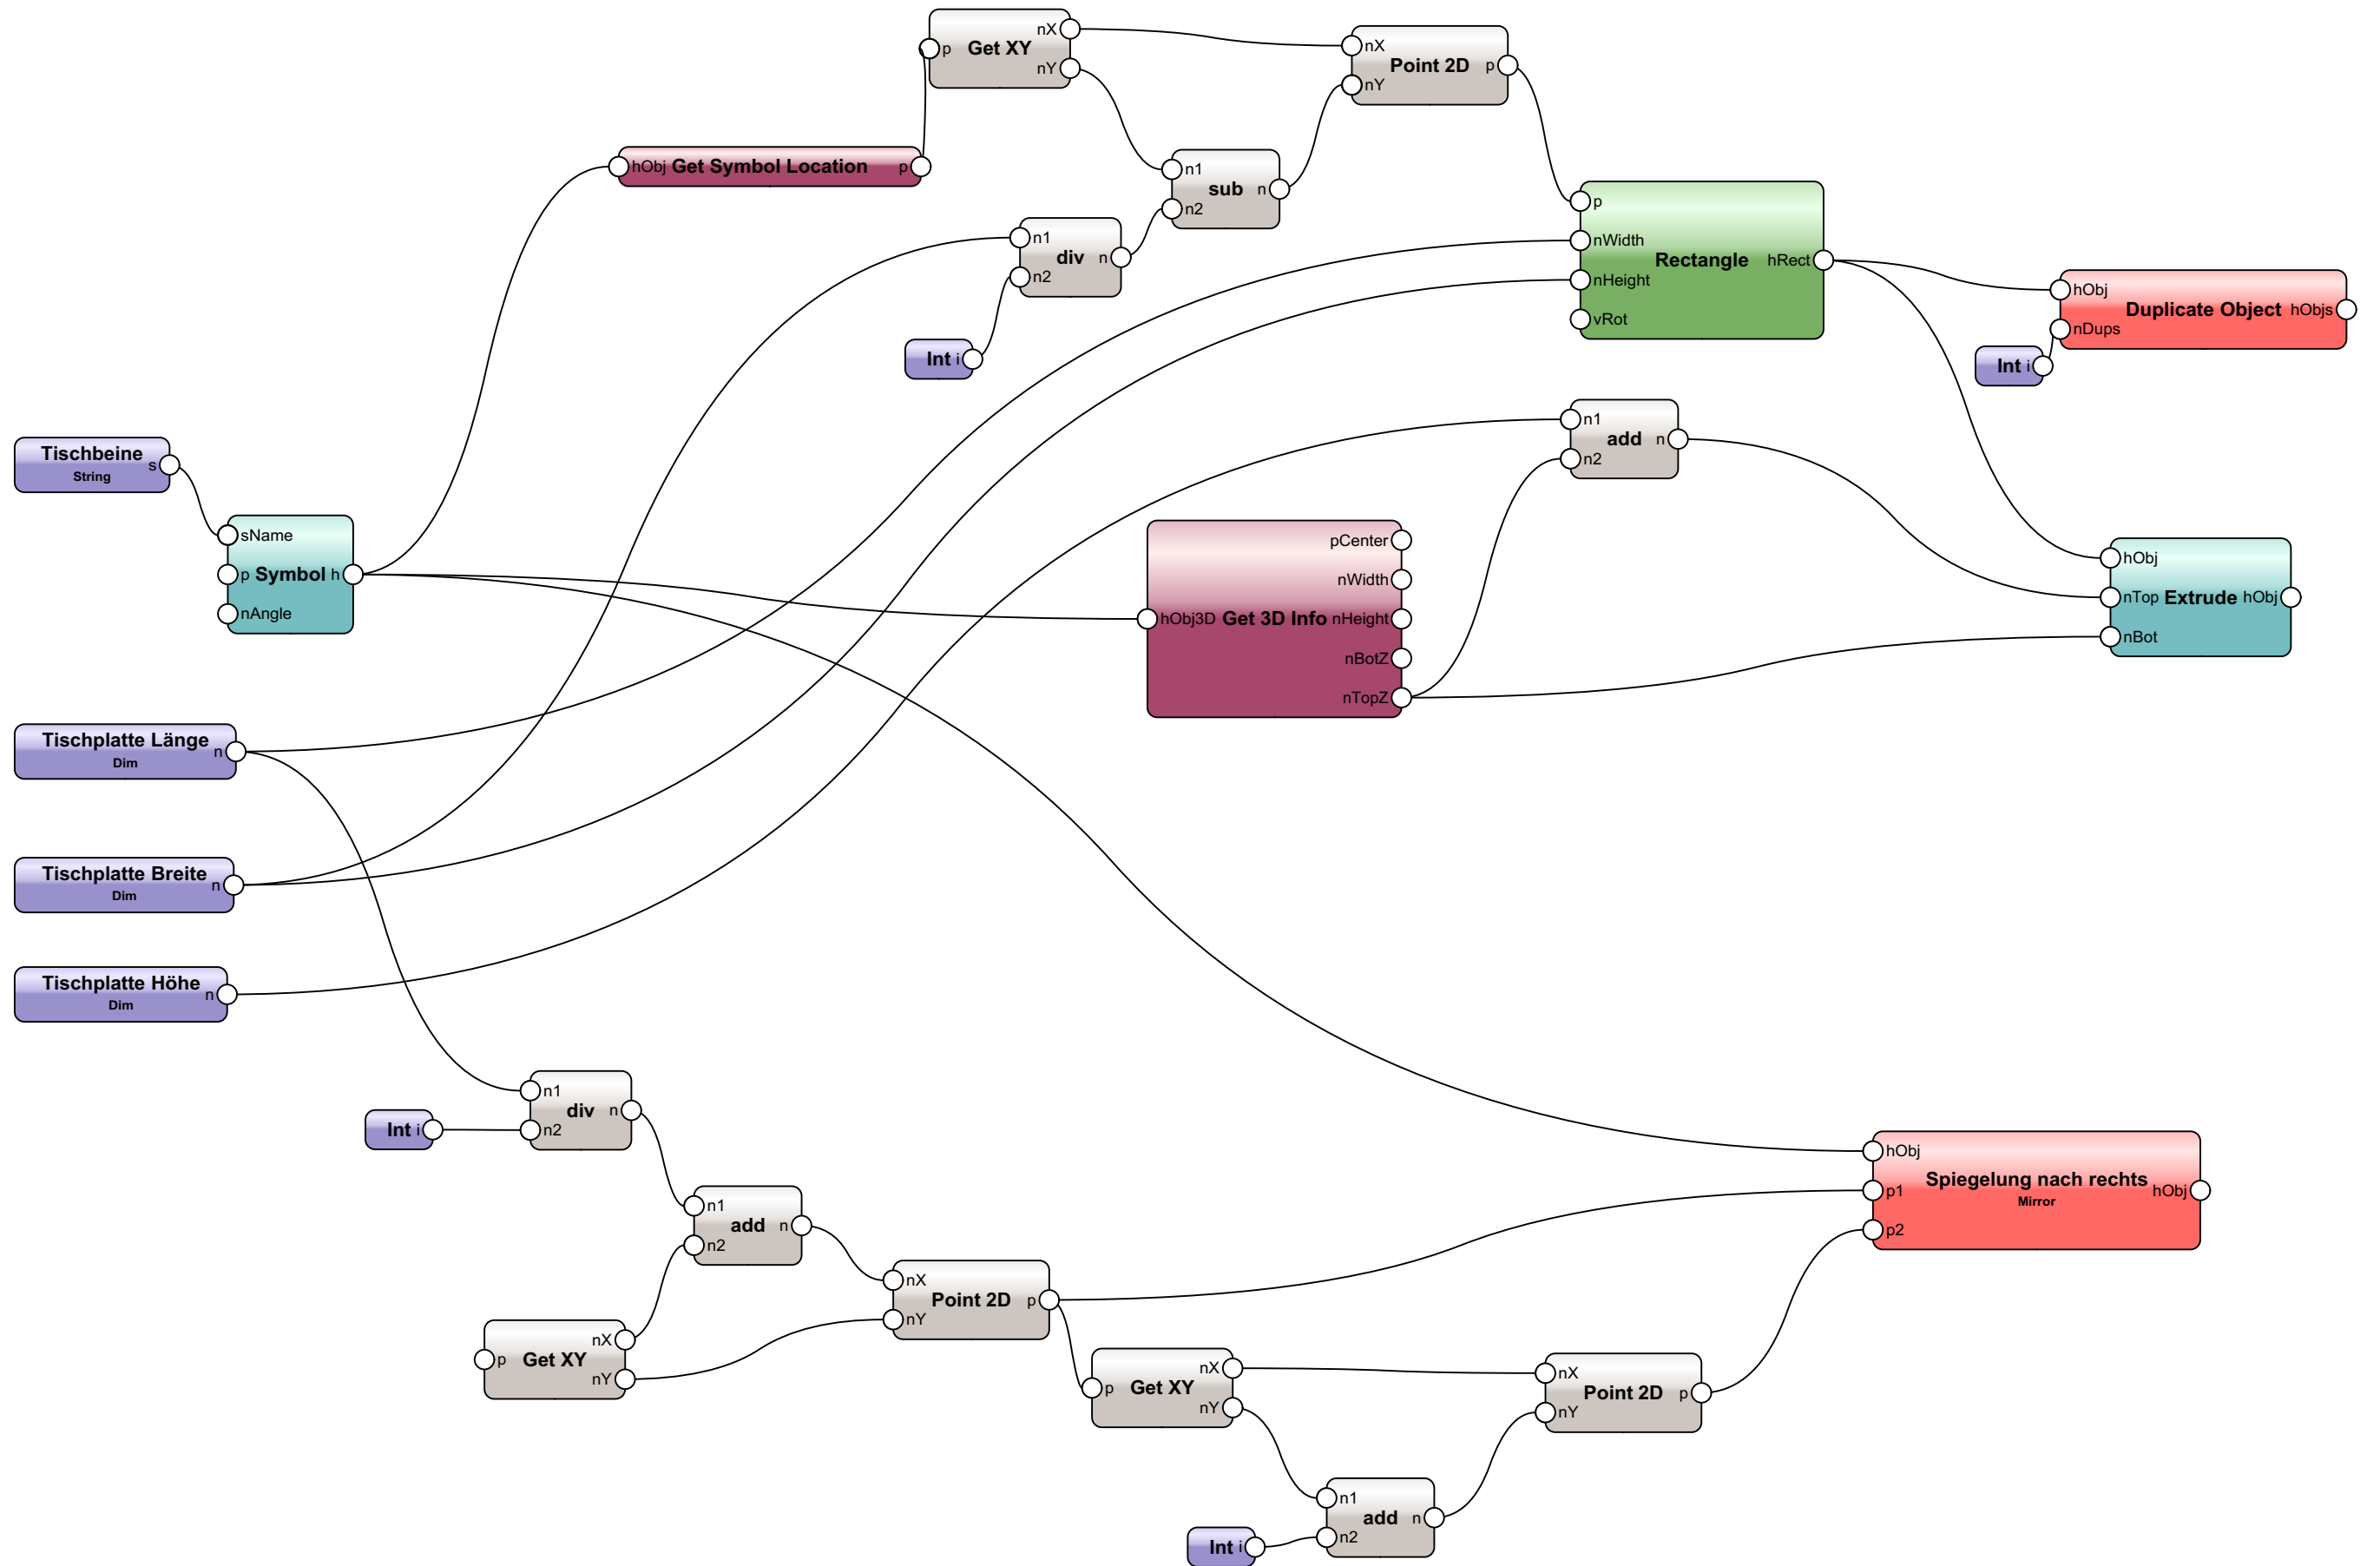 nX
p Get XY
nY
nX
Point 2D p
nY
hObj Get Symbol Location p
n1
sub n
n2
n1
div n
n2
Int i
p
nWidth
Rectangle hRect
nHeight
vRot
hObj
Duplicate Object hObjs
nDups
Int i
n1
add n
n2
Tischbeine s
String
sName
p Symbol h
nAngle
pCenter
nWidth
hObj3D Get 3D Info nHeight
nBotZ
nTopZ
hObj
nTop Extrude hObj
nBot
Tischplatte Länge n
Dim
Tischplatte Breite n
Dim
Tischplatte Höhe n
Dim
n1
div n
n2
Int i
n1
add n
n2
hObj
Spiegelung nach rechts
p1 hObj
Mirror
p2
nX
Point 2D p
nY
nX
p Get XY
nY
nX
p Get XY
nY
nX
Point 2D p
nY
n1
add n
n2
Int i